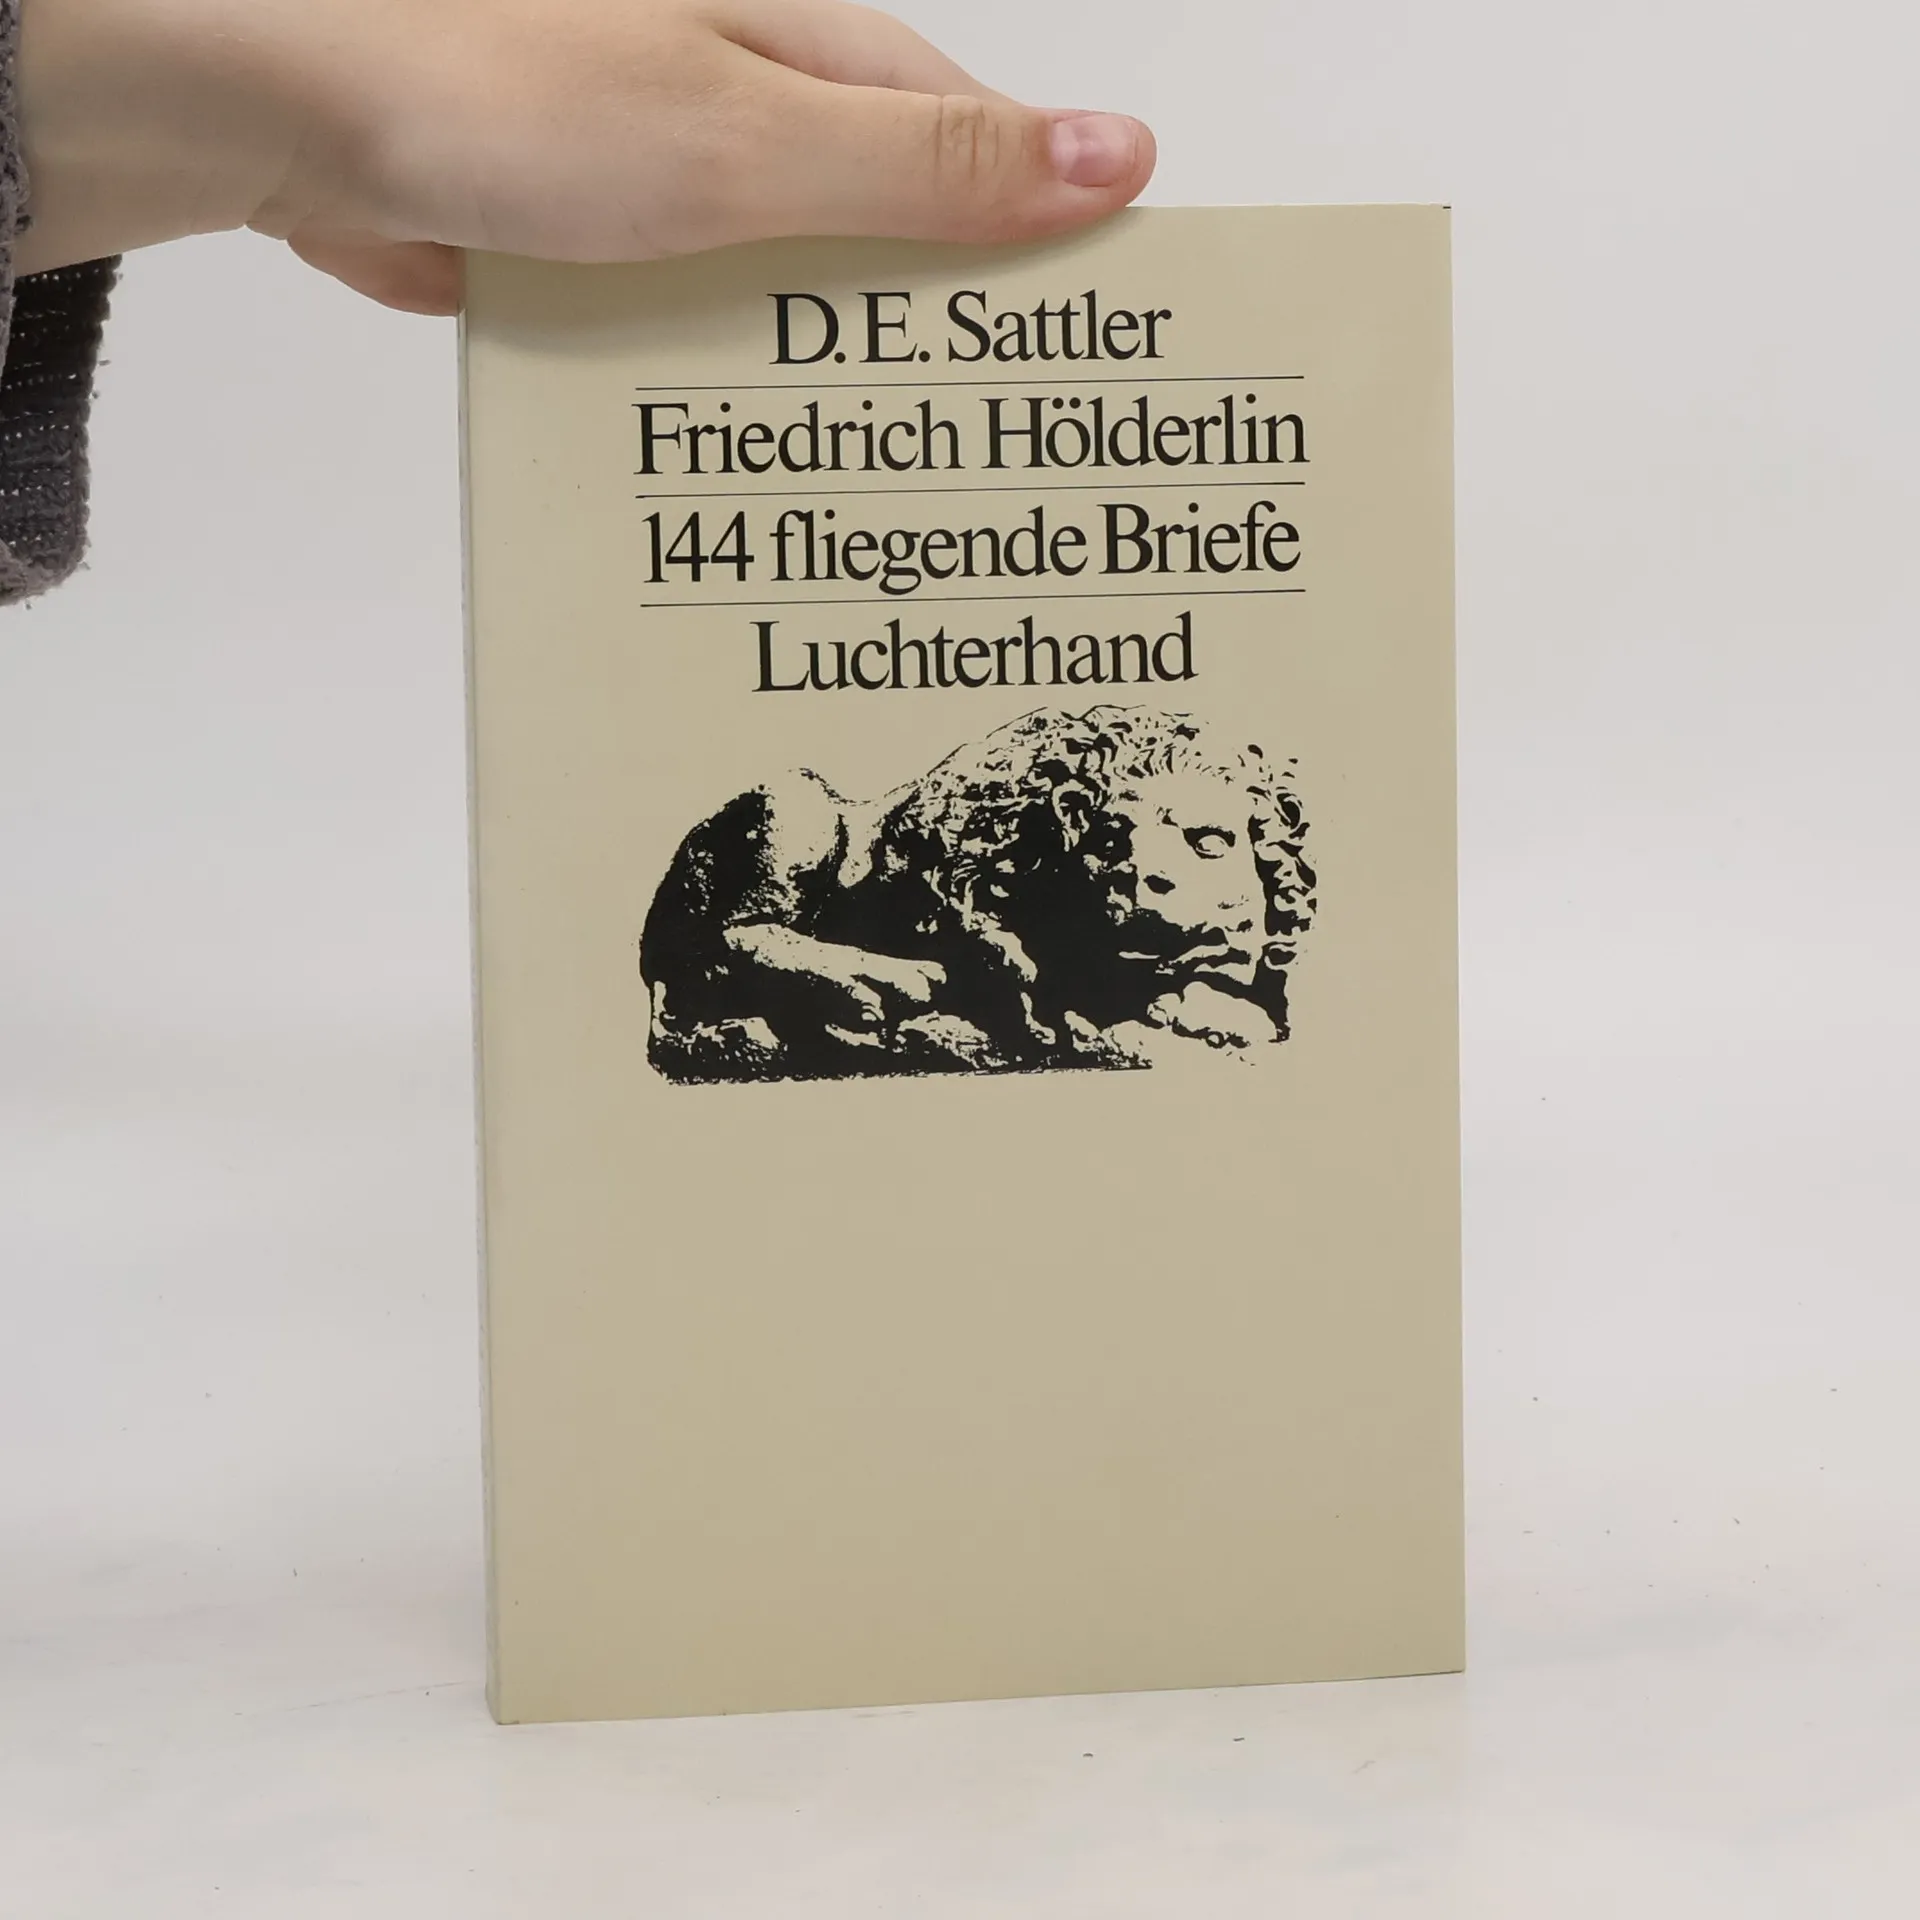 D. E. Sattler
Friedrich Hölderlin
144 fliegende Briefe
Luchterhand